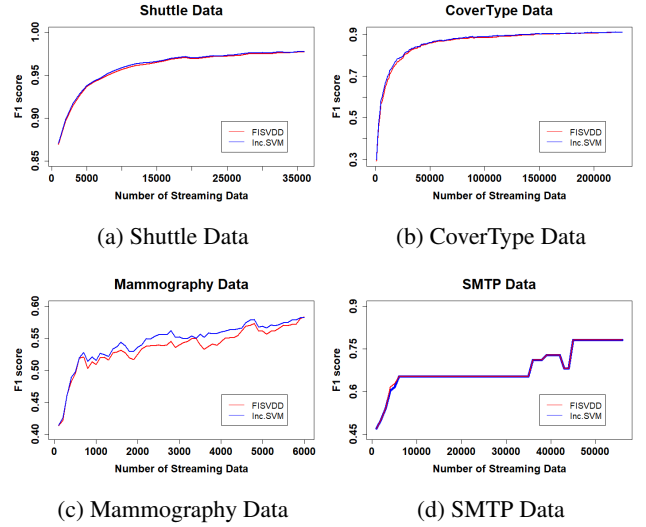 Shuttle Data
F1 score
1.00
0.95
0.90
0.85
0 5000 15000 25000 35000
Number of Streaming Data
FISVDD
Inc.SVM
(a) Shuttle Data
CoverType Data
F1 score
0.9
0.7
0.5
0.3
0 50000 100000 150000 200000
Number of Streaming Data
FISVDD
Inc.SVM
(b) CoverType Data
Mammography Data
F1 score
0.60
0.55
0.50
0.45
0.40
0 1000 2000 3000 4000 5000 6000
Number of Streaming Data
FISVDD
Inc.SVM
(c) Mammography Data
SMTP Data
F1 score
0.9
0.75
0.6
0.45
0 10000 20000 30000 40000 50000
Number of Streaming Data
FISVDD
Inc.SVM
(d) SMTP Data